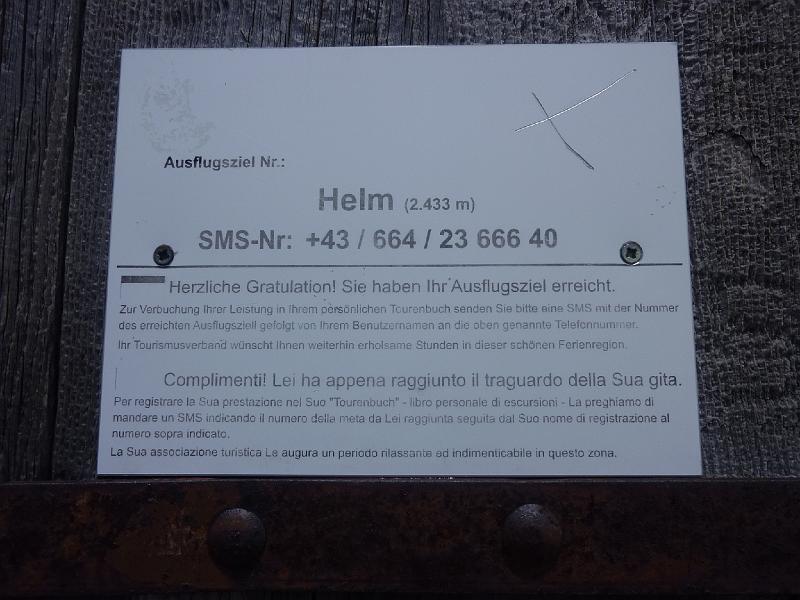 Ausflugsziel Nr.:
Helm (2.433 m)
SMS-Nr: +43 / 664 / 23 666 40
Herzliche Gratulation! Sie haben Ihr Ausflugsziel erreicht.
Zur Verbuchung Ihrer Leistung in Ihrem persönlichen Tourenbuch senden Sie bitte eine SMS mit der Nummer
des erreichten Ausflugsziell gefolgt von Ihrem Benutzernamen an die oben genannte Telefonnummer.
Ihr Tourismusverband wünscht Ihnen weiterhin erholsame Stunden in dieser schönen Ferienregion.
Complimenti! Lei ha appena raggiunto il traguardo della Sua gita.
Per registrare la Sua prestazione nel Suo "Tourenbuch" - libro personale di escursioni - La preghiamo di
mandare un SMS indicando il numero della meta da Lei raggiunta seguita dal Suo nome di registrazione al
numero sopra indicato.
La Sua associazione turistica Le augura un periodo rilassante ed indimenticabile in questo zona.